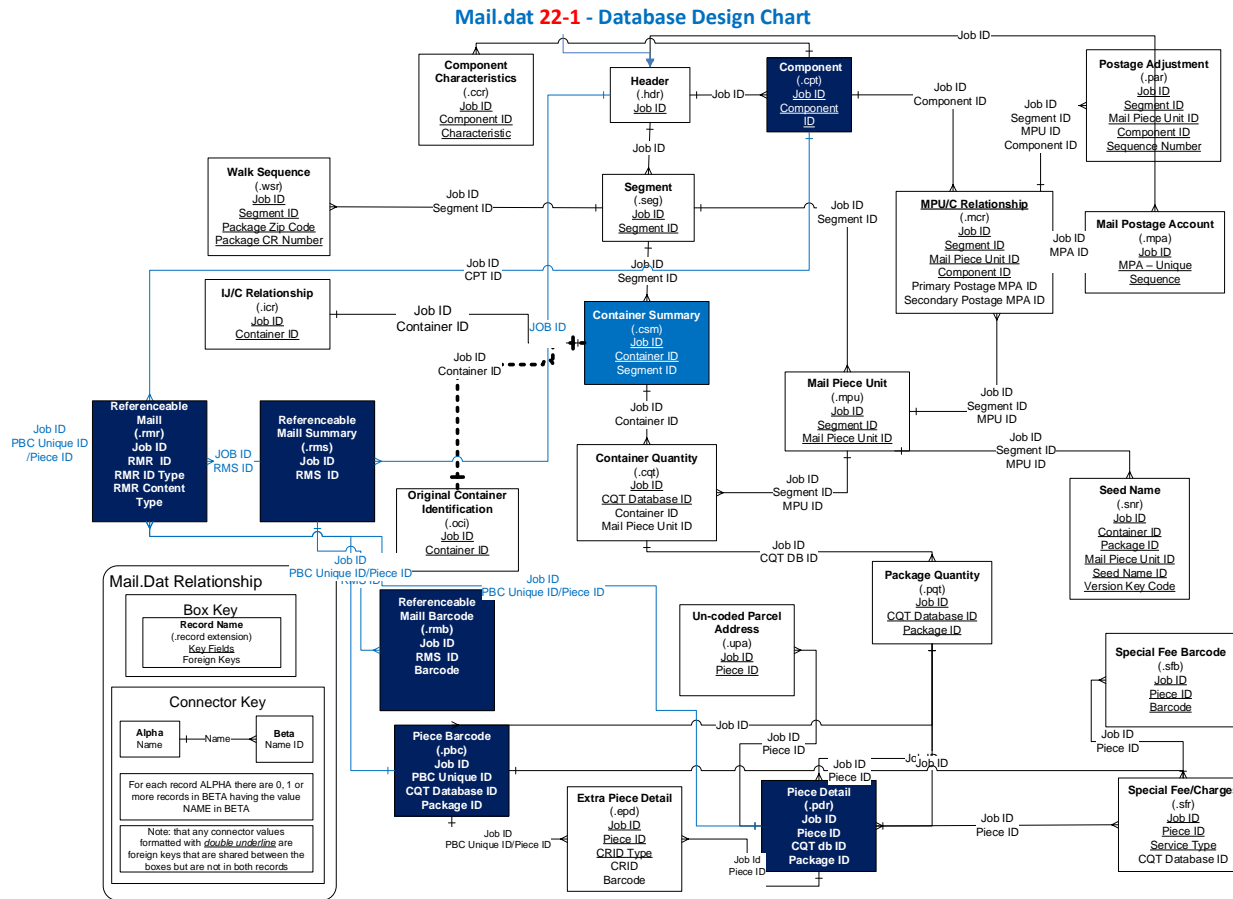 Mail.dat 22-1 - Database Design Chart
Component
Characteristics
(.ccr)
Job ID
Component ID
Characteristic
Header
(.hdr)
Job ID
Job ID
Component
(.cpt)
Job ID
Component
ID
Job ID
Job ID
Component ID
Postage Adjustment
(.par)
Job ID
Segment ID
Mail Piece Unit ID
Component ID
Sequence Number
Job ID
Segment ID
MPU ID
Component ID
Job ID
Walk Sequence
(.wsr)
Job ID
Segment ID
Package Zip Code
Package CR Number
Job ID
Segment ID
Segment
(.seg)
Job ID
Segment ID
Job ID
Segment ID
MPU/C Relationship
(.mcr)
Job ID
Segment ID
Mail Piece Unit ID
Component ID
Primary Postage MPA ID
Secondary Postage MPA ID
Job ID
MPA ID
Mail Postage Account
(.mpa)
Job ID
MPA – Unique
Sequence
Job ID
CPT ID
Job ID
Segment ID
IJ/C Relationship
(.icr)
Job ID
Container ID
Job ID
Container ID
JOB ID
Container Summary
(.csm)
Job ID
Container ID
Segment ID
Job ID
Container ID
Mail Piece Unit
(.mpu)
Job ID
Segment ID
Mail Piece Unit ID
Job ID
Segment ID
MPU ID
Job ID
PBC Unique ID
/Piece ID
Referenceable
Maill
(.rmr)
Job ID
RMR ID
RMR ID Type
RMR Content
Type
JOB ID
RMS ID
Referenceable
Maill Summary
(.rms)
Job ID
RMS ID
Job ID
Container ID
Container Quantity
(.cqt)
Job ID
CQT Database ID
Container ID
Mail Piece Unit ID
Job ID
Segment ID
MPU ID
Job ID
Segment ID
MPU ID
Seed Name
(.snr)
Job ID
Container ID
Package ID
Mail Piece Unit ID
Seed Name ID
Version Key Code
Original Container
Identification
(.oci)
Job ID
Container ID
Job ID
CQT DB ID
Job ID
PBC Unique ID/Piece ID
Job ID
PBC Unique ID/Piece ID
Package Quantity
(.pqt)
Job ID
CQT Database ID
Package ID
Referenceable
Maill Barcode
(.rmb)
Job ID
RMS ID
Barcode
Un-coded Parcel
Address
(.upa)
Job ID
Piece ID
Special Fee Barcode
(.sfb)
Job ID
Piece ID
Barcode
Mail.Dat Relationship
Box Key
Record Name
(.record extension)
Key Fields
Foreign Keys
Connector Key
Alpha
Name
Name
Beta
Name ID
For each record ALPHA there are 0, 1 or
more records in BETA having the value
NAME in BETA
Note: that any connector values
formatted with double underline are
foreign keys that are shared between the
boxes but are not in both records
Job ID
Piece Barcode
(.pbc)
Job ID
PBC Unique ID
CQT Database ID
Package ID
Job ID
Piece ID
Job ID
Job ID
Piece ID
Job ID
Piece ID
Job ID
PBC Unique ID/Piece ID
Extra Piece Detail
(.epd)
Job ID
Piece ID
CRID Type
CRID
Barcode
Job Id
Piece ID
Piece Detail
(.pdr)
Job ID
Piece ID
CQT db ID
Package ID
Job ID
Piece ID
Special Fee/Charges
(.sfr)
Job ID
Piece ID
Service Type
CQT Database ID